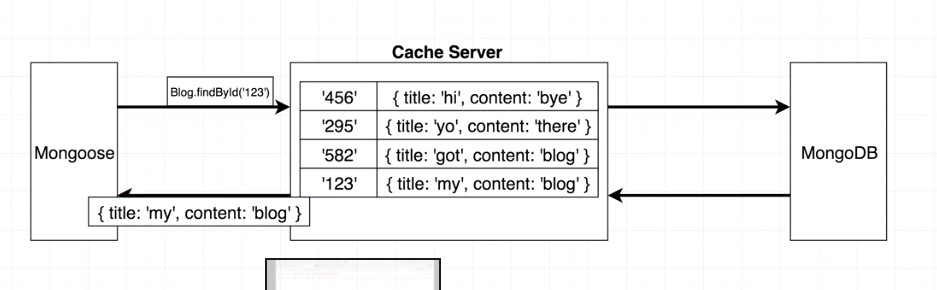 Cache Server
Blog.findById('123')
'456' { title: 'hi', content: 'bye' }
'295' { title: 'yo', content: 'there' }
'582' { title: 'got', content: 'blog' }
'123' { title: 'my', content: 'blog' }
Mongoose
MongoDB
{ title: 'my', content: 'blog' }